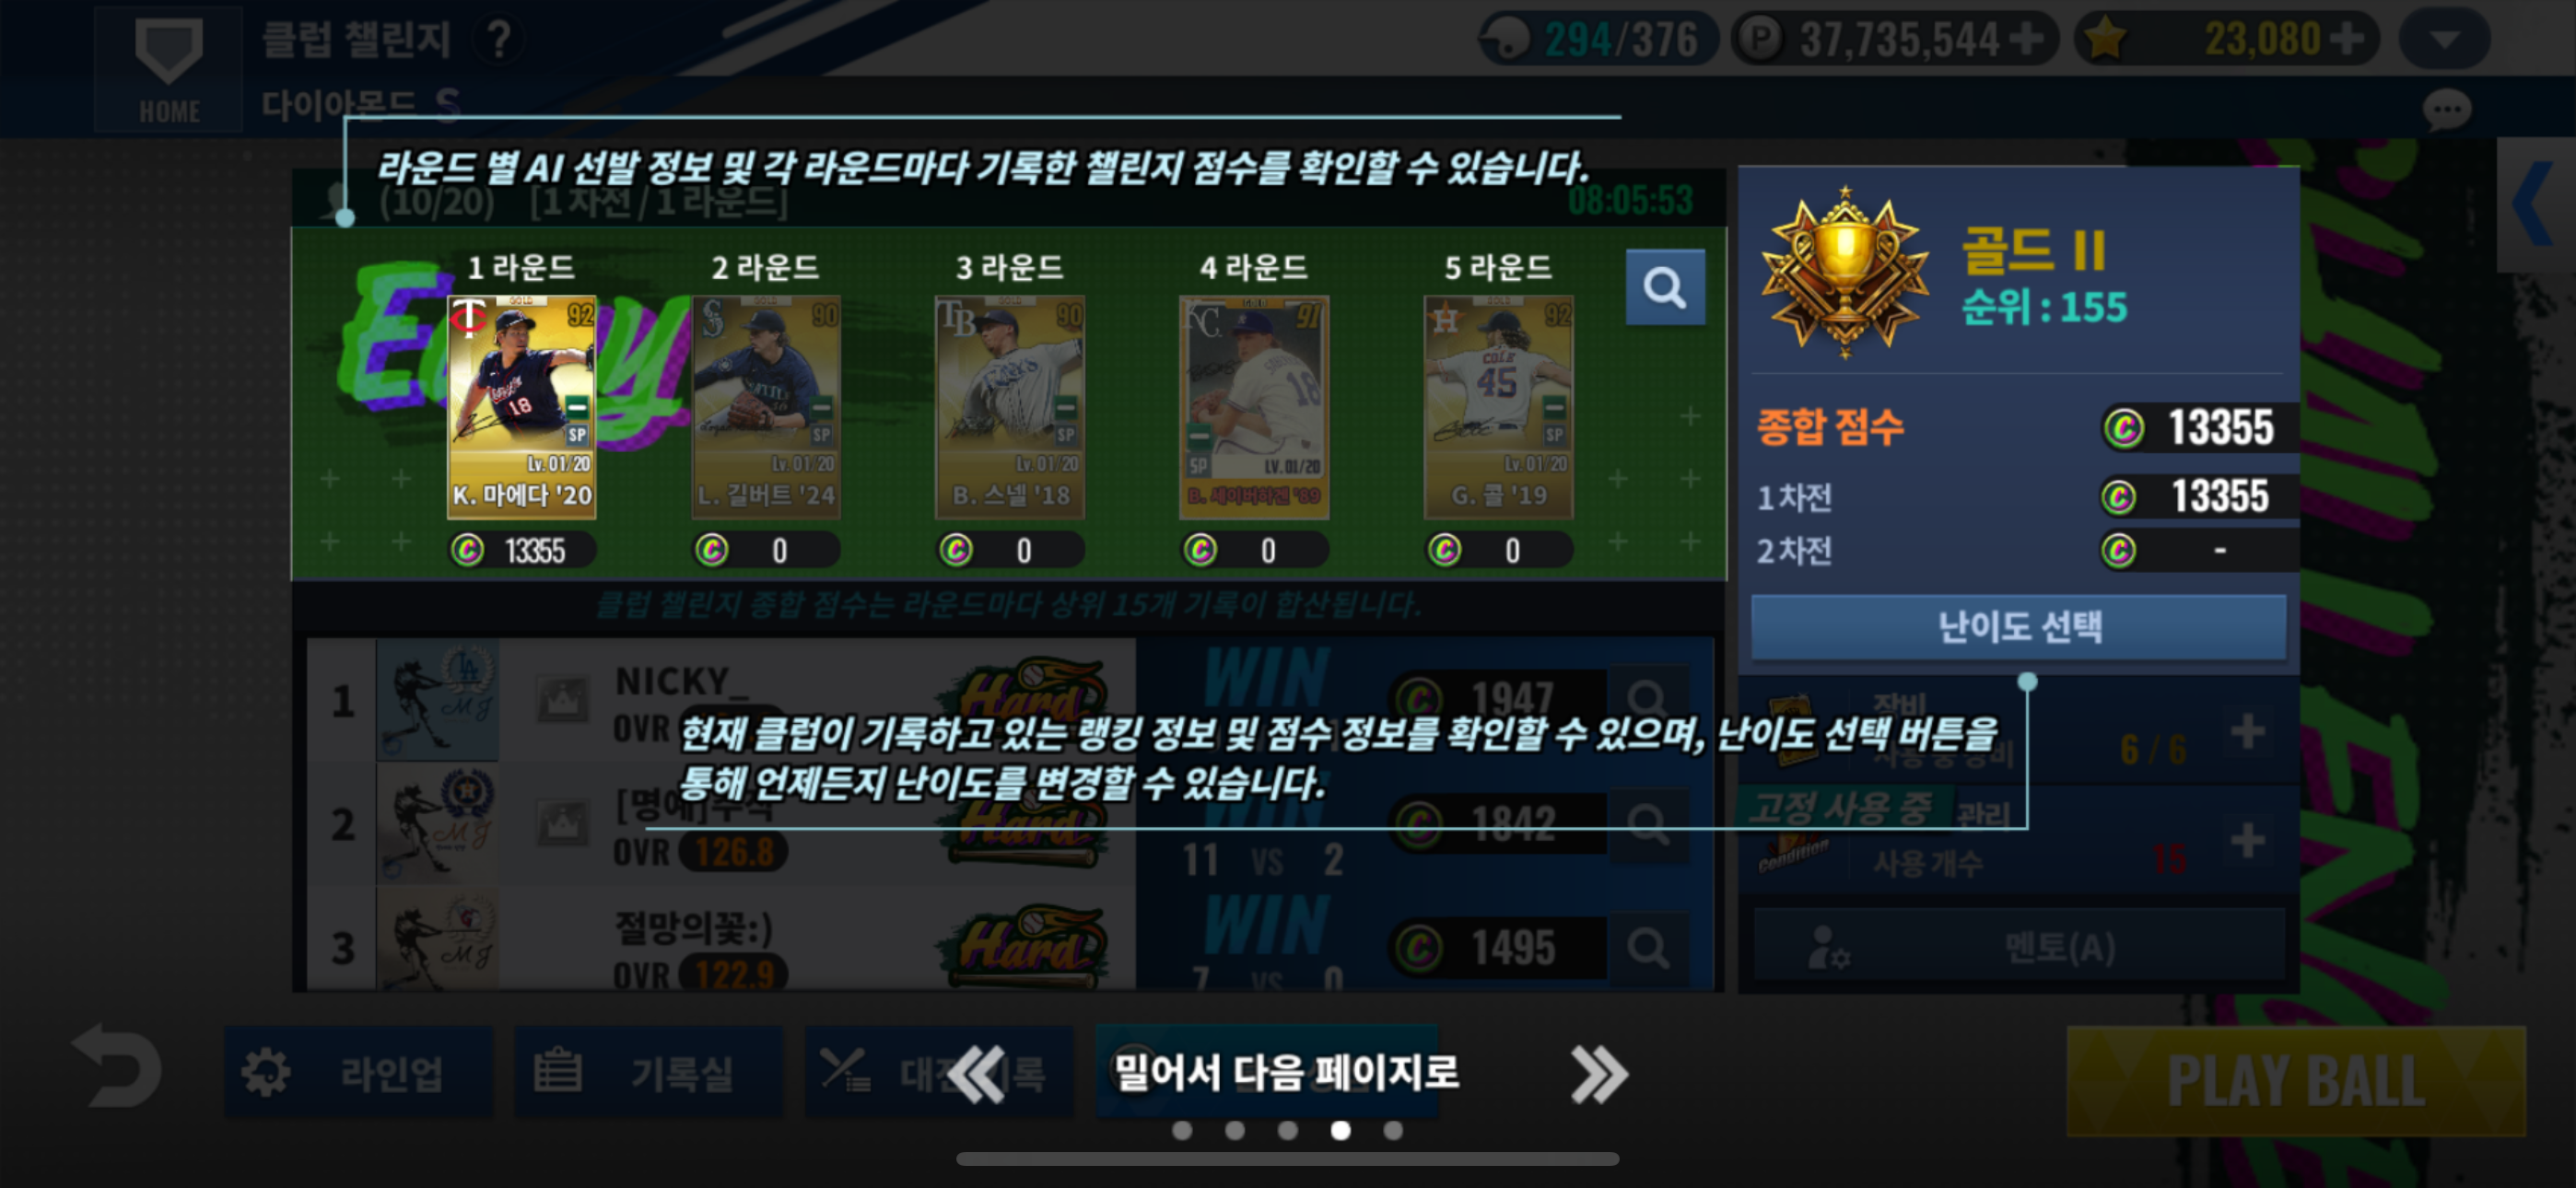 클럽 챌린지 ?
294/376
37,735,544
23,080
HOME
다이아몬드 S
라운드 별 AI 선발 정보 및 각 라운드마다 기록한 챌린지 점수를 확인할 수 있습니다.
(10/20) [1 차전 / 1 라운드]
08:05:53
1 라운드
2 라운드
3 라운드
4 라운드
5 라운드
GOLD 92
GOLD 90
GOLD 90
GOLD 91
GOLD 92
SP
SP
SP
SP
SP
Lv. 01/20
Lv. 01/20
Lv. 01/20
LV. 01/20
Lv. 01/20
K. 마에다 '20
L. 길버트 '24
B. 스넬 '18
B. 세이버하겐 '89
G. 콜 '19
13355
0
0
0
0
골드 II
순위 : 155
종합 점수
13355
1 차전
13355
2 차전
-
난이도 선택
클럽 챌린지 종합 점수는 라운드마다 상위 15개 기록이 합산됩니다.
1
NICKY_
OVR
Hard
WIN
1947
현재 클럽이 기록하고 있는 랭킹 정보 및 점수 정보를 확인할 수 있으며, 난이도 선택 버튼을
통해 언제든지 난이도를 변경할 수 있습니다.
2
OVR 126.8
Hard
11 VS 2
1842
3
절망의꽃:)
OVR 122.9
Hard
WIN
7 VS 0
1495
장비
6 / 6
고정 사용 중
관리
Condition
사용 개수
15
멘토(A)
라인업
기록실
밀어서 다음 페이지로
PLAY BALL